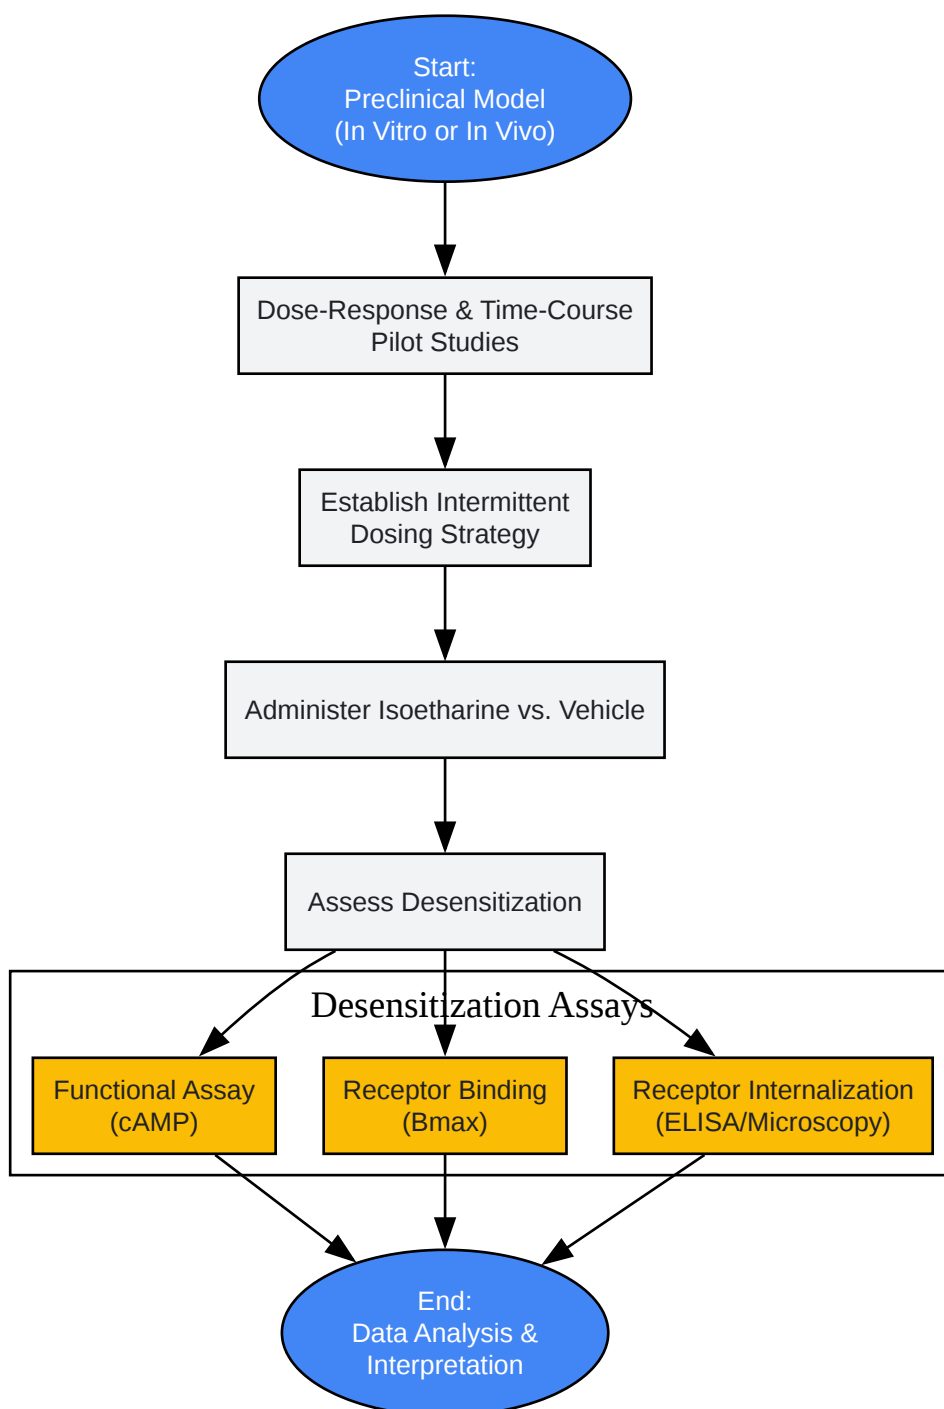 Start:
Preclinical Model
(In Vitro or In Vivo)
Dose-Response & Time-Course
Pilot Studies
Establish Intermittent
Dosing Strategy
Administer Isoetharine vs. Vehicle
Assess Desensitization
Desensitization Assays
Functional Assay
(cAMP)
Receptor Binding
(Bmax)
Receptor Internalization
(ELISA/Microscopy)
End:
Data Analysis &
Interpretation